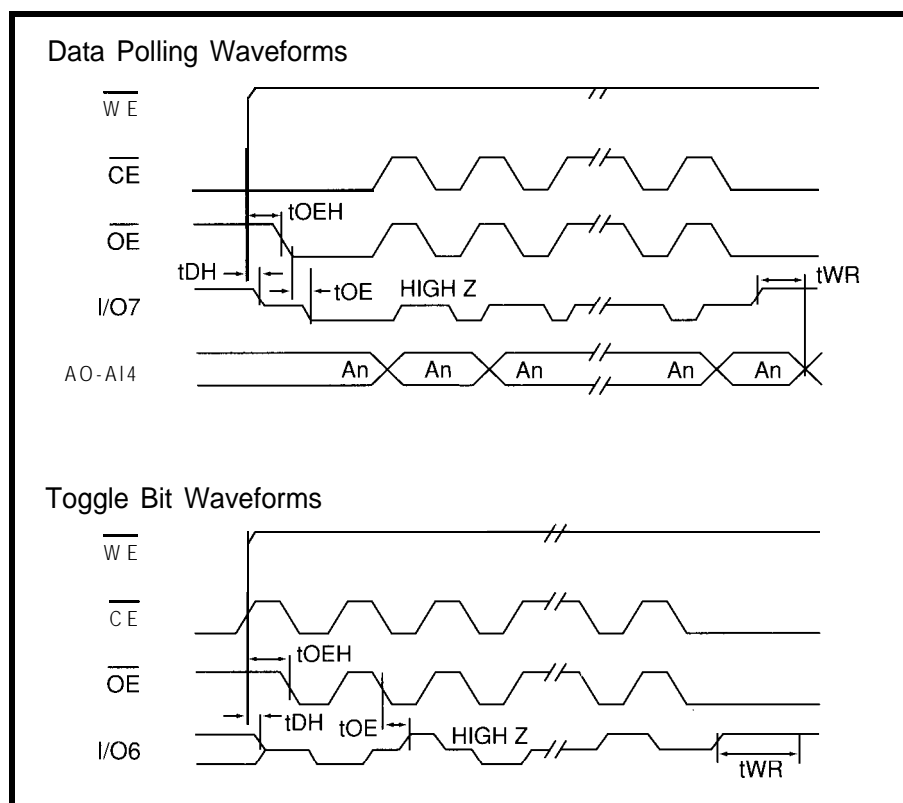 Data Polling Waveforms
WE
CE
tOEH
OE
tDH
tOE
HIGH Z
tWR
I/O7
An An An An An
AO-AI4
Toggle Bit Waveforms
WE
CE
tOEH
OE
tDH
tOE
HIGH Z
I/O6
tWR